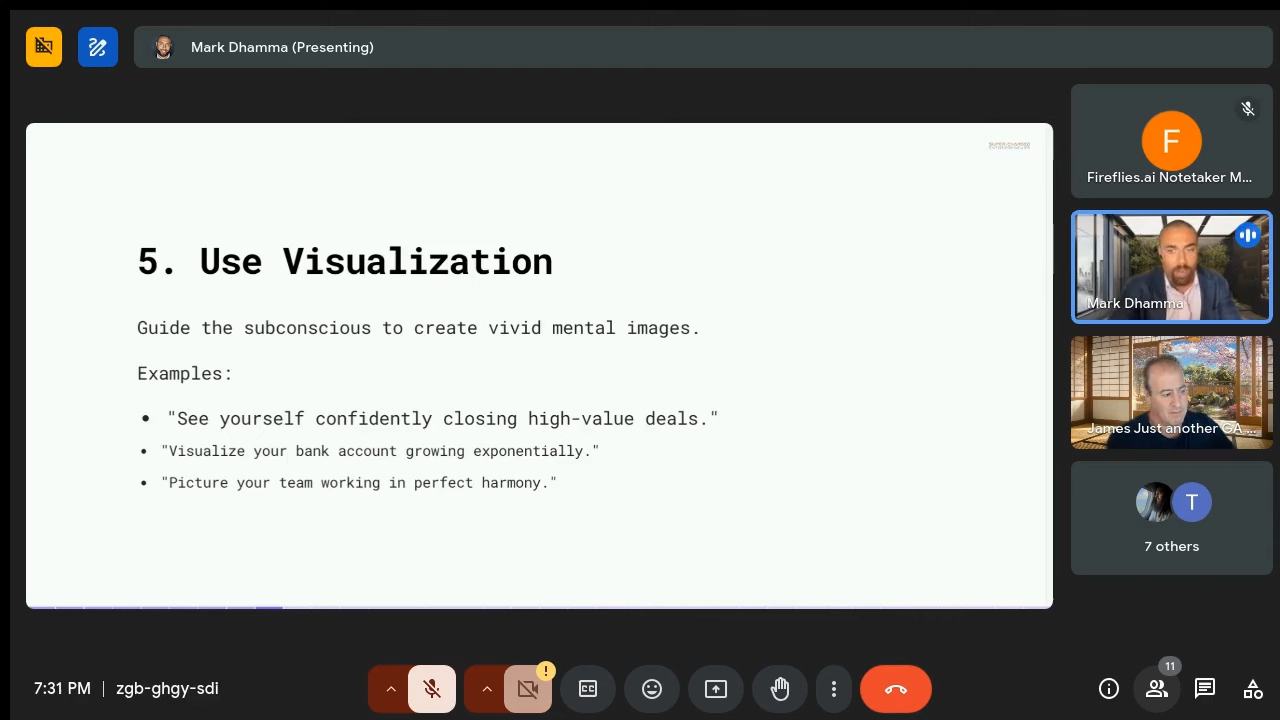 Mark Dhamma (Presenting)
F
Fireflies.ai Notetaker M...
5. Use Visualization
Guide the subconscious to create vivid mental images.
Examples:
• "See yourself confidently closing high-value deals."
• "Visualize your bank account growing exponentially."
• "Picture your team working in perfect harmony."
Mark Dhamma
James Just another GA ...
T
7 others
7:31 PM | zgb-ghgy-sdi
!
CC
11